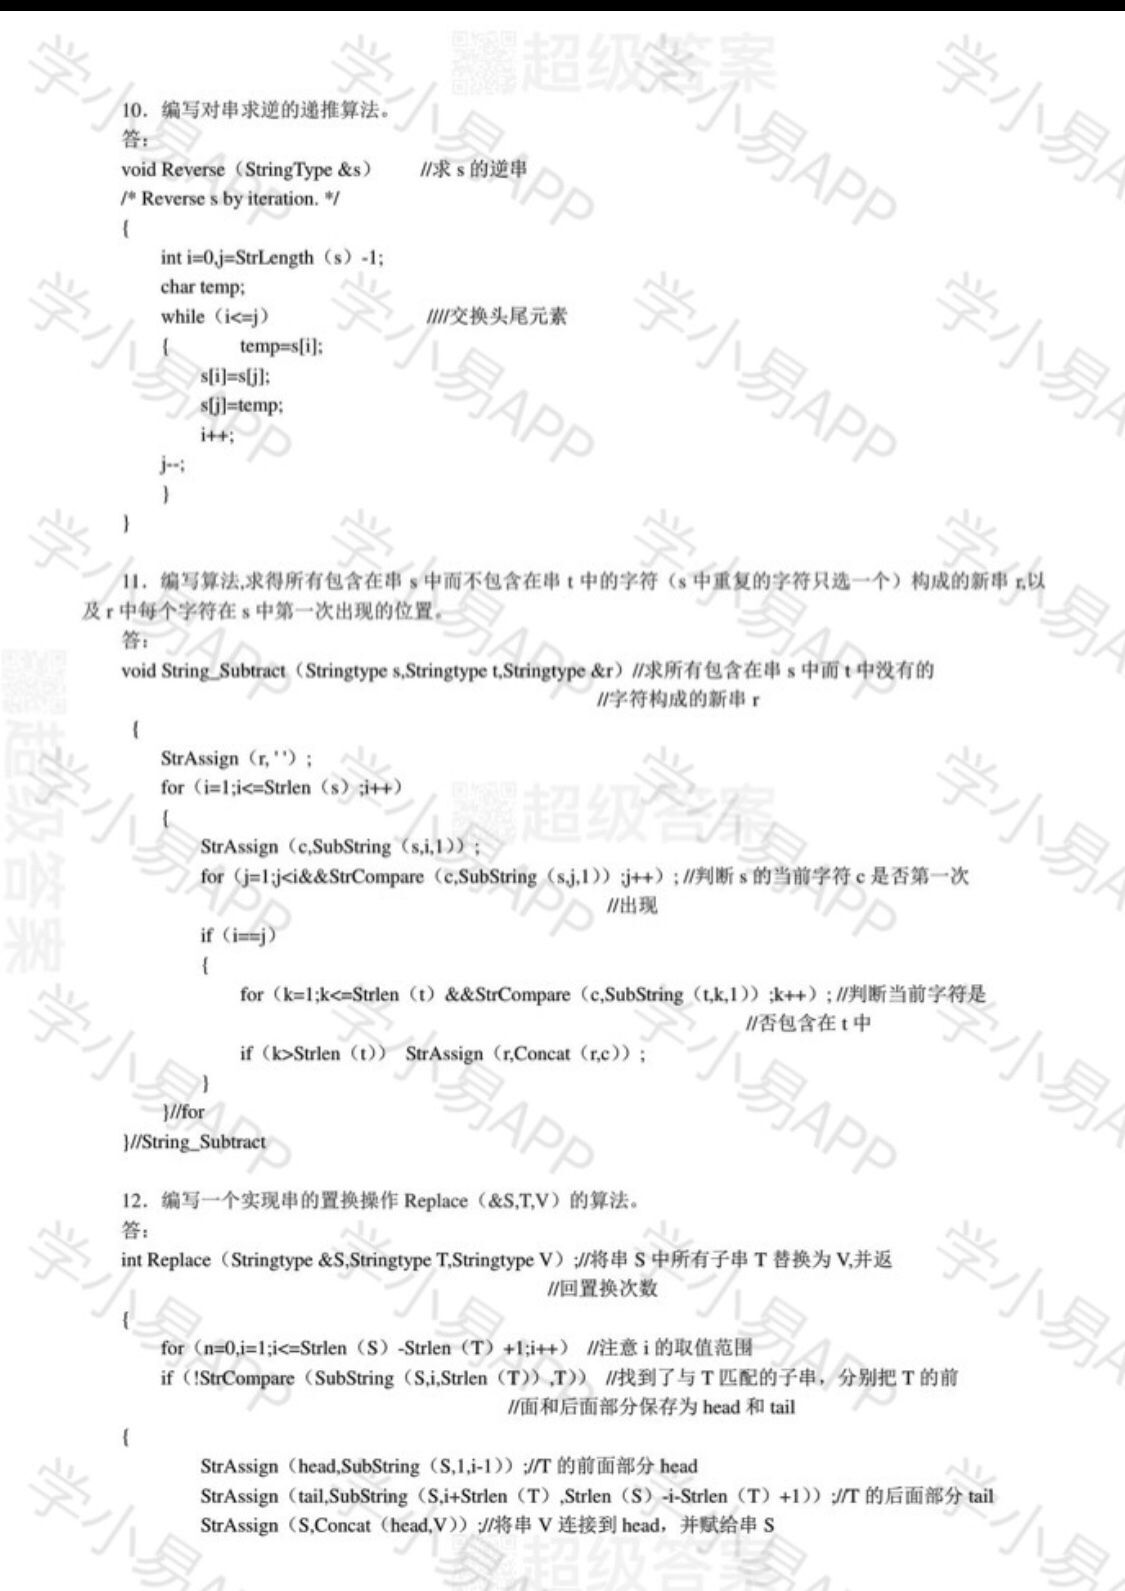 10. 编写对串求逆的递推算法。
答：
void Reverse（StringType &s） //求 s 的逆串
/* Reverse s by iteration. */
{
int i=0,j=StrLength（s）-1;
char temp;
while（i<=j） ////交换头尾元素
{ temp=s[i];
s[i]=s[j];
s[j]=temp;
i++;
j--;
}
}
11. 编写算法,求得所有包含在串 s 中而不包含在串 t 中的字符（s 中重复的字符只选一个）构成的新串 r,以
及 r 中每个字符在 s 中第一次出现的位置。
答：
void String_Subtract（Stringtype s,Stringtype t,Stringtype &r）//求所有包含在串 s 中而 t 中没有的
//字符构成的新串 r
{
StrAssign（r, ' '）;
for（i=1;i<=Strlen（s）;i++）
{
StrAssign（c,SubString（s,i,1））;
for（j=1;j<i&&StrCompare（c,SubString（s,j,1））;j++）; //判断 s 的当前字符 c 是否第一次
//出现
if（i==j）
{
for（k=1;k<=Strlen（t）&&StrCompare（c,SubString（t,k,1））;k++）; //判断当前字符是
//否包含在 t 中
if（k>Strlen（t）） StrAssign（r,Concat（r,c））;
}
}//for
}//String_Subtract
12. 编写一个实现串的置换操作 Replace（&S,T,V）的算法。
答：
int Replace（Stringtype &S,Stringtype T,Stringtype V）;//将串 S 中所有子串 T 替换为 V,并返
//回置换次数
{
for（n=0,i=1;i<=Strlen（S）-Strlen（T）+1;i++） //注意 i 的取值范围
if（!StrCompare（SubString（S,i,Strlen（T））,T）） //找到了与 T 匹配的子串，分别把 T 的前
//面和后面部分保存为 head 和 tail
{
StrAssign（head,SubString（S,1,i-1））;//T 的前面部分 head
StrAssign（tail,SubString（S,i+Strlen（T）,Strlen（S）-i-Strlen（T）+1））;//T 的后面部分 tail
StrAssign（S,Concat（head,V））;//将串 V 连接到 head，并赋给串 S
学小易APP
超级答案